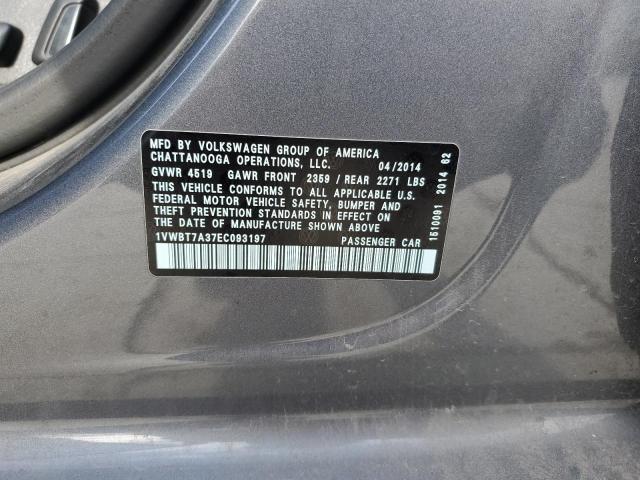 MFD BY VOLKSWAGEN GROUP OF AMERICA
CHATTANOOGA OPERATIONS, LLC. 04/2014
GVWR 4519 GAWR FRONT 2359 / REAR 2271 LBS
THIS VEHICLE CONFORMS TO ALL APPLICABLE U.S.
FEDERAL MOTOR VEHICLE SAFETY, BUMPER AND
THEFT PREVENTION STANDARDS IN EFFECT ON
THE DATE OF MANUFACTURE SHOWN ABOVE
1VWBT7A37EC093197 PASSENGER CAR
1510091 2014 62